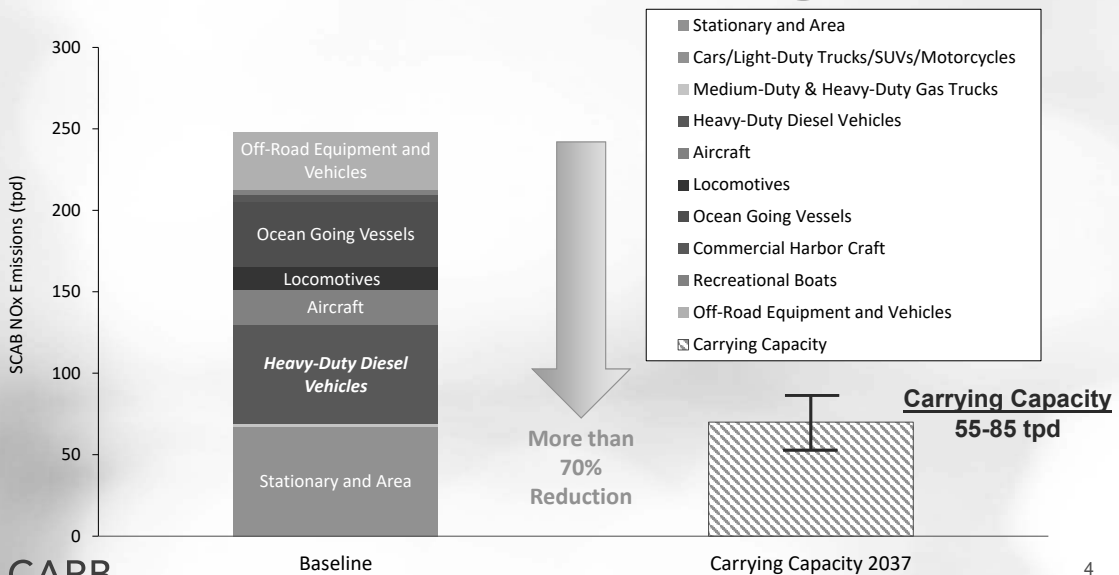 Stationary and Area
Cars/Light-Duty Trucks/SUVs/Motorcycles
Medium-Duty & Heavy-Duty Gas Trucks
Heavy-Duty Diesel Vehicles
Aircraft
Locomotives
Ocean Going Vessels
Commercial Harbor Craft
Recreational Boats
Off-Road Equipment and Vehicles
Carrying Capacity
SCAB NOx Emissions (tpd)
300
250
200
150
100
50
0
Off-Road Equipment and
Vehicles
Ocean Going Vessels
Locomotives
Aircraft
Heavy-Duty Diesel
Vehicles
Stationary and Area
More than
70%
Reduction
Carrying Capacity
55-85 tpd
Baseline
Carrying Capacity 2037
CARB
4